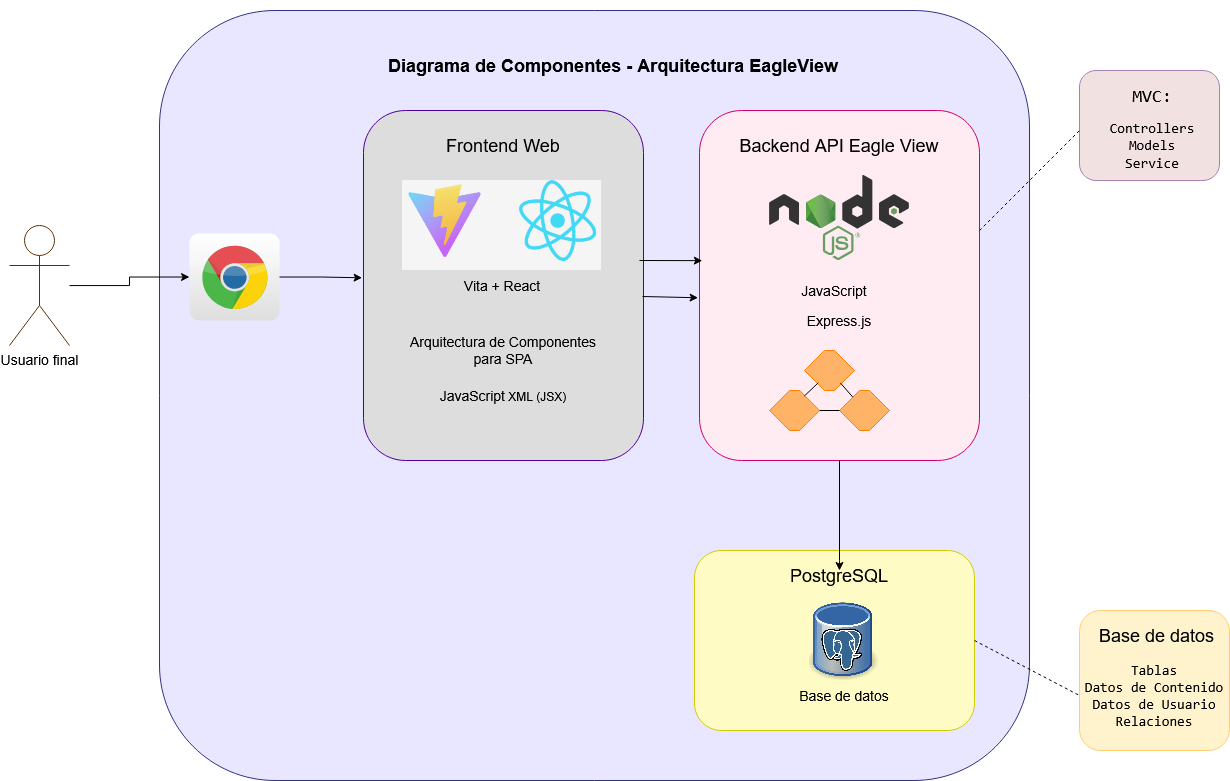 Diagrama de Componentes - Arquitectura EagleView
Usuario final
Frontend Web
Vita + React
Arquitectura de Componentes
para SPA
JavaScript XML (JSX)
Backend API Eagle View
node
JS
JavaScript
Express.js
MVC:
Controllers
Models
Service
PostgreSQL
Base de datos
Base de datos
Tablas
Datos de Contenido
Datos de Usuario
Relaciones